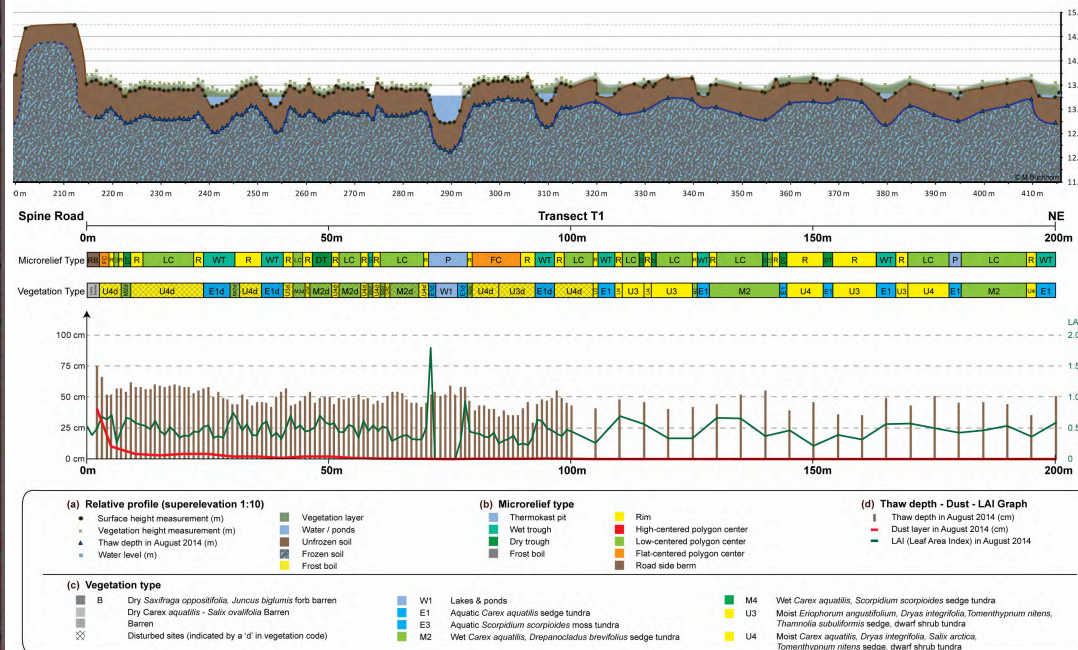 15.
14.
14.
13.
13.
12.
12.
11.
© M.Buchhorn
0 m 210 m 220 m 230 m 240 m 250 m 260 m 270 m 280 m 290 m 300 m 310 m 320 m 330 m 340 m 350 m 360 m 370 m 380 m 390 m 400 m 410 m
Spine Road Transect T1 NE
0m 50m 100m 150m 200m
Microrelief Type RB FC R LC R WT R WT R LC R DT R LC R R LC R P R FC R WT R LC R WT R LC R LC R WT LC R DT R WT R LC P LC R WT
Vegetation Type U4d U4d E1d U4d E1d M2d M2d M2d W1 U4d U3d E1d U4d E1 U3 U3 E1 M2 U4 E1 U3 E1 U3 U4 E1 M2 U4 E1
LA
100 cm 2.0
75 cm 1.5
50 cm 1.0
25 cm 0.5
0 cm 0
0m 50m 100m 150m 200m
(a) Relative profile (superelevation 1:10)
Surface height measurement (m)
Vegetation height measurement (m)
Thaw depth in August 2014 (m)
Water level (m)
Vegetation layer
Water / ponds
Unfrozen soil
Frozen soil
Frost boil
(b) Microrelief type
Thermokast pit
Wet trough
Dry trough
Frost boil
Rim
High-centered polygon center
Low-centered polygon center
Flat-centered polygon center
Road side berm
(d) Thaw depth - Dust - LAI Graph
Thaw depth in August 2014 (cm)
Dust layer in August 2014 (cm)
LAI (Leaf Area Index) in August 2014
(c) Vegetation type
B Dry Saxifraga oppositifolia, Juncus biglumis forb barren
Dry Carex aquatilis - Salix ovalifolia Barren
Barren
Disturbed sites (indicated by a 'd' in vegetation code)
W1 Lakes & ponds
E1 Aquatic Carex aquatilis sedge tundra
E3 Aquatic Scorpidium scorpioides moss tundra
M2 Wet Carex aquatilis, Drepanocladus brevifolius sedge tundra
M4 Wet Carex aquatilis, Scorpidium scorpioides sedge tundra
U3 Moist Eriophorum angustifolium, Dryas integrifolia,Tomenthypnum nitens,
Thamnolia subuliformis sedge, dwarf shrub tundra
U4 Moist Carex aquatilis, Dryas integrifolia, Salix arctica,
Tomenthypnum nitens sedge, dwarf shrub tundra